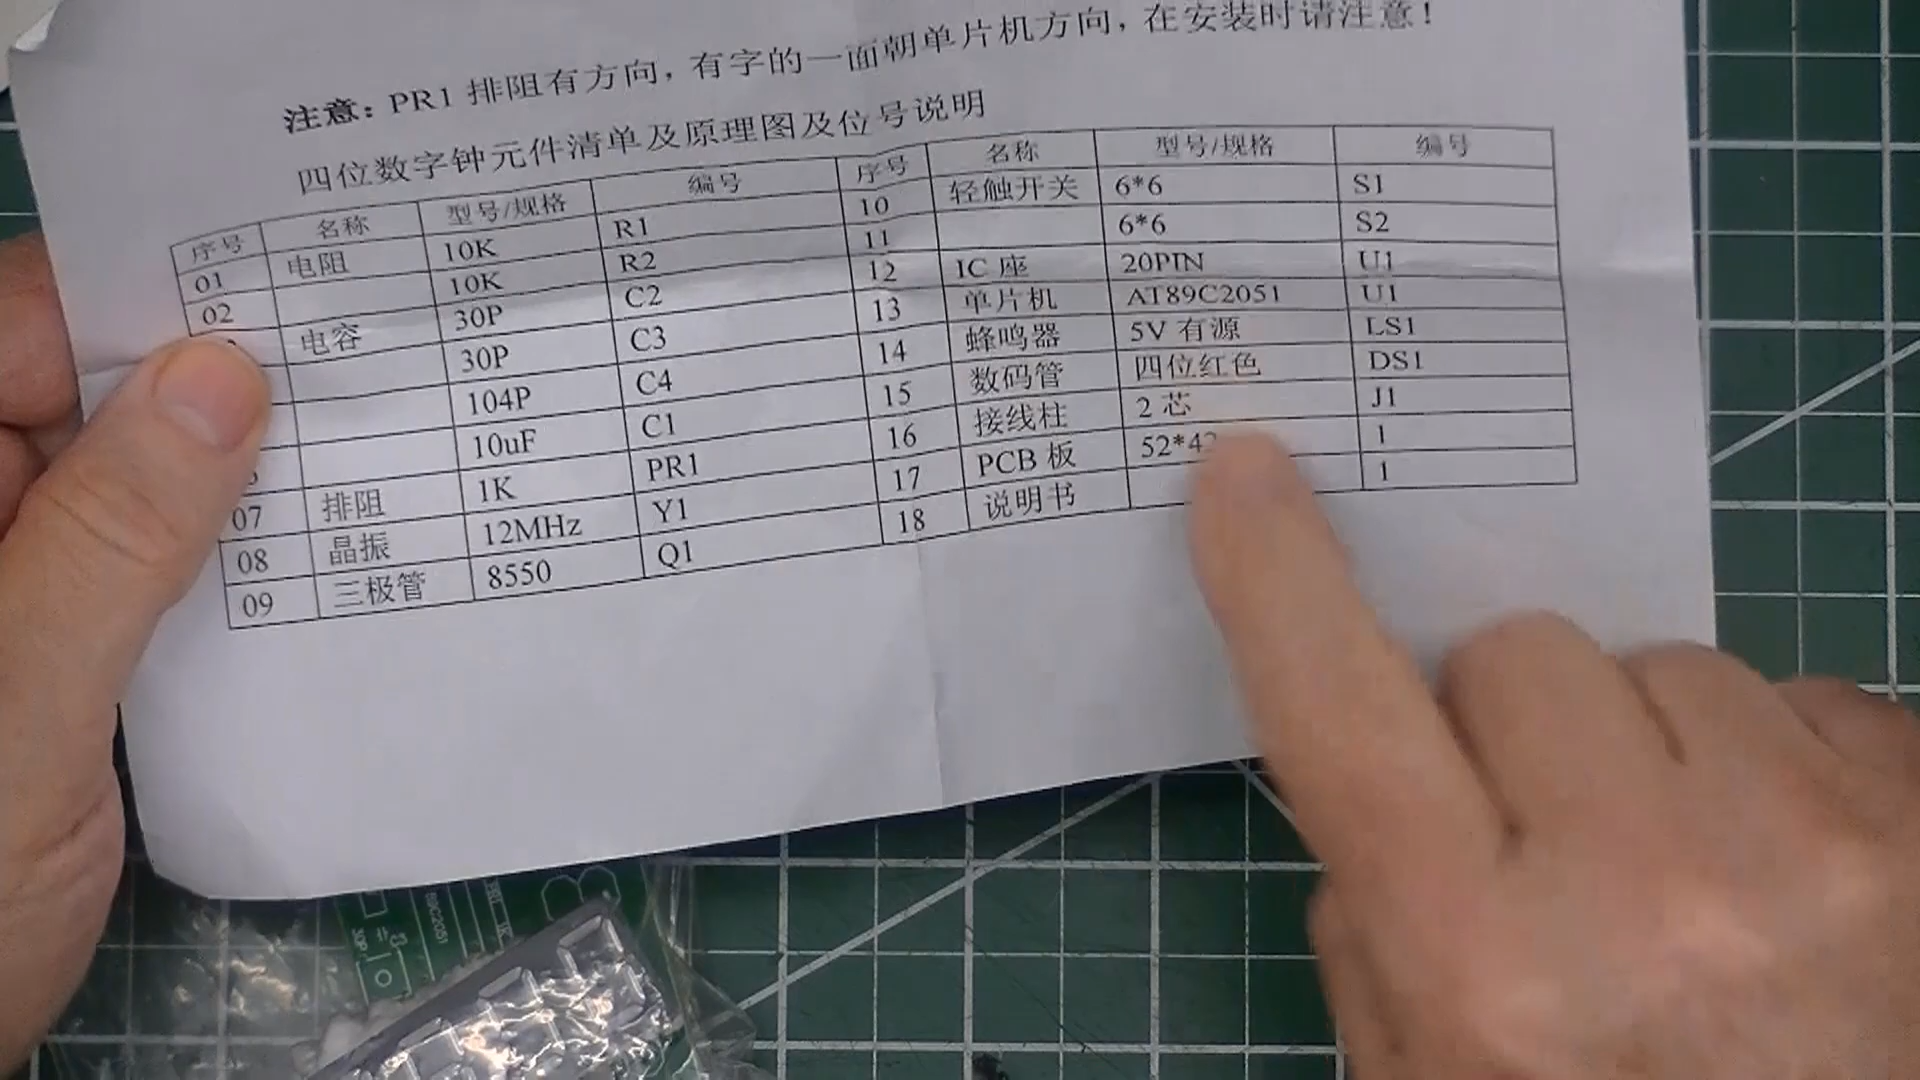 注意：PR1 排阻有方向，有字的一面朝单片机方向，在安装时请注意！
四位数字钟元件清单及原理图及位号说明
序号 名称 型号/规格 编号 序号 名称 型号/规格 编号
01 电阻 10K R1 10 轻触开关 6*6 S1
02 10K R2 11 6*6 S2
电容 30P C2 12 IC 座 20PIN U1
30P C3 13 单片机 AT89C2051 U1
104P C4 14 蜂鸣器 5V 有源 LS1
10uF C1 15 数码管 四位红色 DS1
07 排阻 1K PR1 16 接线柱 2 芯 J1
08 晶振 12MHz Y1 17 PCB 板 1
09 三极管 8550 Q1 18 说明书 1
89C2051
1K
30P C3